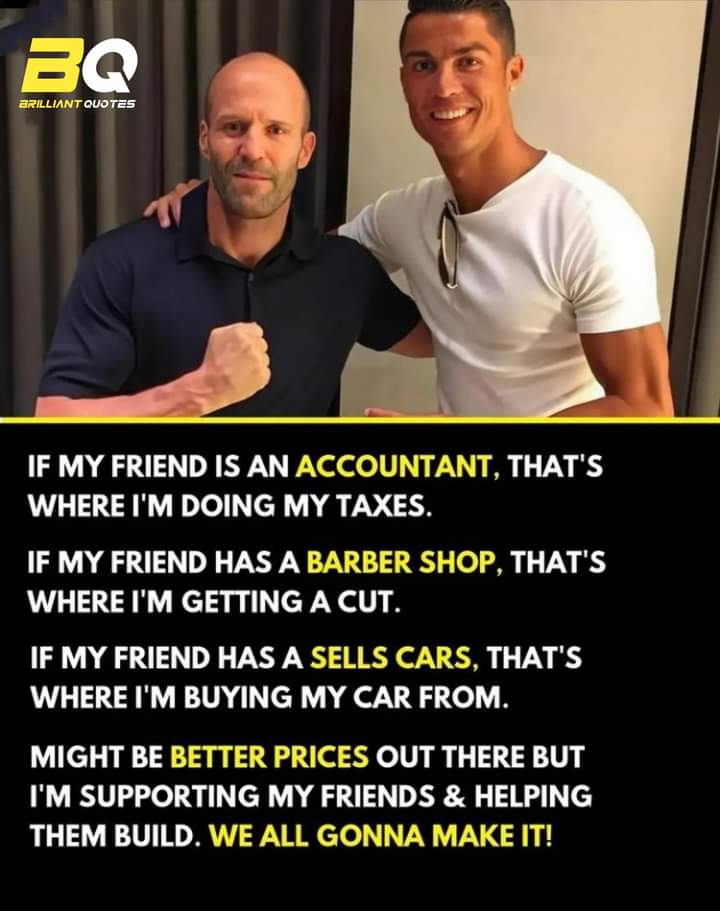 BQ
BRILLIANT QUOTES
IF MY FRIEND IS AN ACCOUNTANT, THAT'S
WHERE I'M DOING MY TAXES.
IF MY FRIEND HAS A BARBER SHOP, THAT'S
WHERE I'M GETTING A CUT.
IF MY FRIEND HAS A SELLS CARS, THAT'S
WHERE I'M BUYING MY CAR FROM.
MIGHT BE BETTER PRICES OUT THERE BUT
I'M SUPPORTING MY FRIENDS & HELPING
THEM BUILD. WE ALL GONNA MAKE IT!